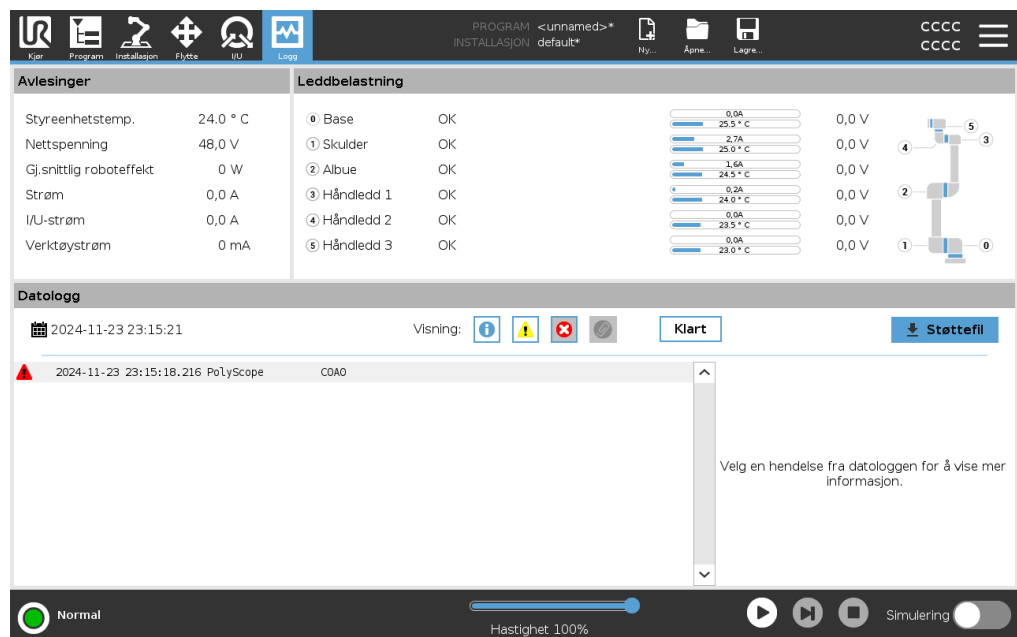 PROGRAM <unnamed>*
INSTALLASJON default*
CCCC
CCCC
Kjør Program Installasjon Flytte I/U Logg Ny... Åpne... Lagre...
Avlesinger
Styreenhetstemp. 24.0 ° C
Nettspenning 48,0 V
Gj.snittlig roboteffekt 0 W
Strøm 0,0 A
I/U-strøm 0,0 A
Verktøystrøm 0 mA
Leddbelastning
0 Base OK 0,0A 25.5 ° C 0,0 V
1 Skulder OK 2,7A 25.0 ° C 0,0 V
2 Albue OK 1,6A 24.5 ° C 0,0 V
3 Håndledd 1 OK 0,2A 24.0 ° C 0,0 V
4 Håndledd 2 OK 0,0A 23.5 ° C 0,0 V
5 Håndledd 3 OK 0,0A 23.0 ° C 0,0 V
5
3
4
2
1 0
Datologg
2024-11-23 23:15:21 Visning: Klart Støttefil
2024-11-23 23:15:18.216 PolyScope C0A0
Velg en hendelse fra datologgen for å vise mer
informasjon.
Normal
Hastighet 100%
Simulering